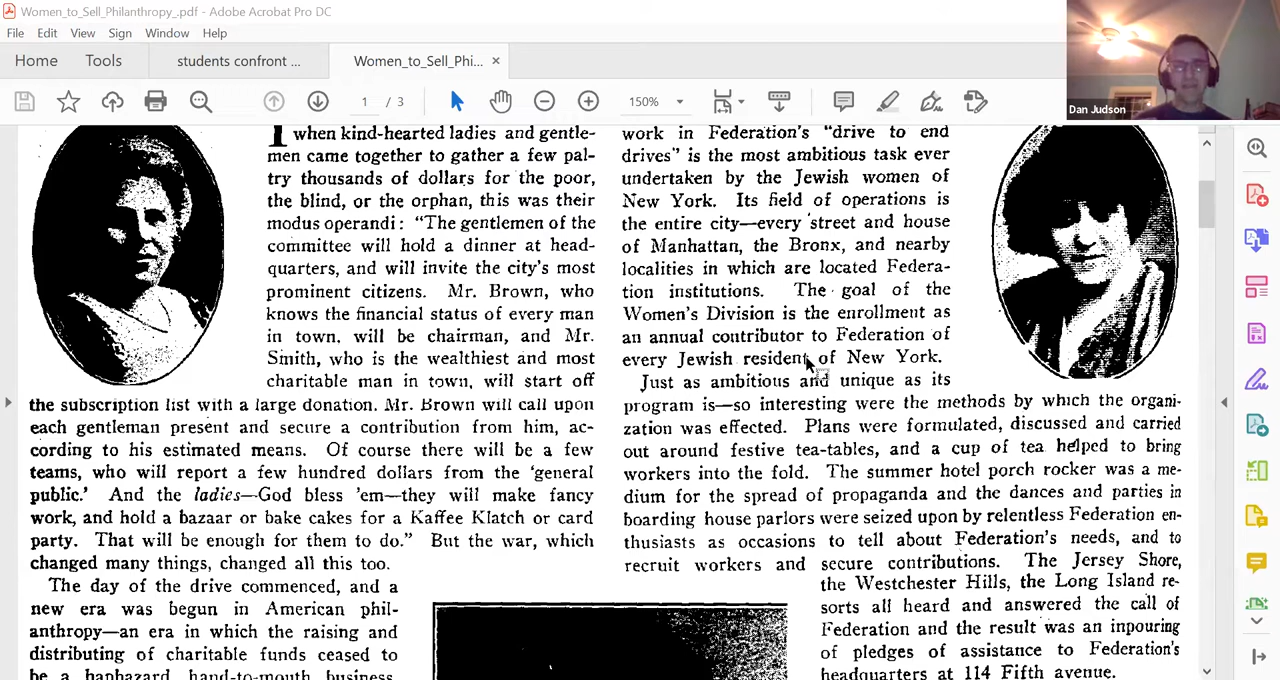 Women_to_Sell_Philanthropy_.pdf - Adobe Acrobat Pro DC
File Edit View Sign Window Help
Home Tools students confront ... Women_to_Sell_Phi... ×
1 / 3 150%
Dan Judson
when kind-hearted ladies and gentle-
men came together to gather a few pal-
try thousands of dollars for the poor,
the blind, or the orphan, this was their
modus operandi: "The gentlemen of the
committee will hold a dinner at head-
quarters, and will invite the city's most
prominent citizens. Mr. Brown, who
knows the financial status of every man
in town, will be chairman, and Mr.
Smith, who is the wealthiest and most
charitable man in town, will start off
the subscription list with a large donation. Mr. Brown will call upon
each gentleman present and secure a contribution from him, ac-
cording to his estimated means. Of course there will be a few
teams, who will report a few hundred dollars from the 'general
public.' And the ladies—God bless 'em—they will make fancy
work, and hold a bazaar or bake cakes for a Kaffee Klatch or card
party. That will be enough for them to do." But the war, which
changed many things, changed all this too.
The day of the drive commenced, and a
new era was begun in American phil-
anthropy—an era in which the raising and
distributing of charitable funds ceased to
be a haphazard, hand-to-mouth business,
work in Federation's "drive to end
drives" is the most ambitious task ever
undertaken by the Jewish women of
New York. Its field of operations is
the entire city—every street and house
of Manhattan, the Bronx, and nearby
localities in which are located Federa-
tion institutions. The goal of the
Women's Division is the enrollment as
an annual contributor to Federation of
every Jewish resident of New York.
Just as ambitious and unique as its
program is—so interesting were the methods by which the organi-
zation was effected. Plans were formulated, discussed and carried
out around festive tea-tables, and a cup of tea helped to bring
workers into the fold. The summer hotel porch rocker was a me-
dium for the spread of propaganda and the dances and parties in
boarding house parlors were seized upon by relentless Federation en-
thusiasts as occasions to tell about Federation's needs, and to
recruit workers and secure contributions. The Jersey Shore,
the Westchester Hills, the Long Island re-
sorts all heard and answered the call of
Federation and the result was an inpouring
of pledges of assistance to Federation's
headquarters at 114 Fifth avenue.